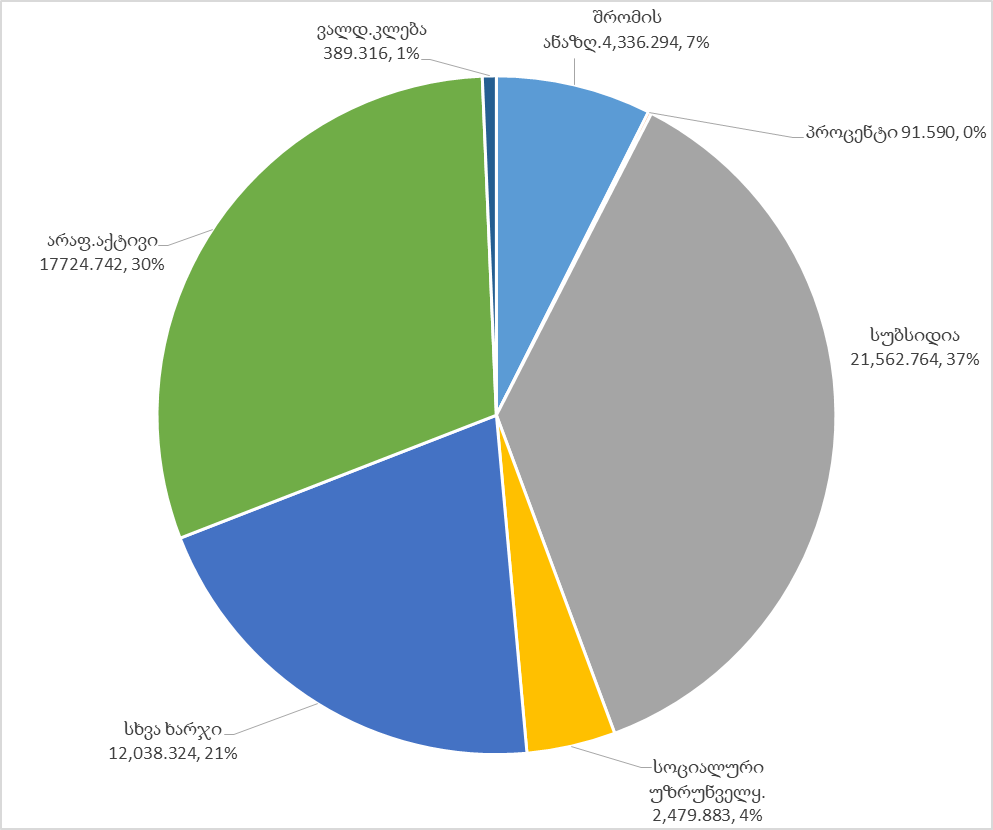 ვალდ.კლება
389.316, 1%
შრომის
ანაზღ.4,336.294, 7%
პროცენტი 91.590, 0%
არაფ.აქტივი
17724.742, 30%
სუბსიდია
21,562.764, 37%
სხვა ხარჯი
12,038.324, 21%
სოციალური
უზრუნველყ.
2,479.883, 4%